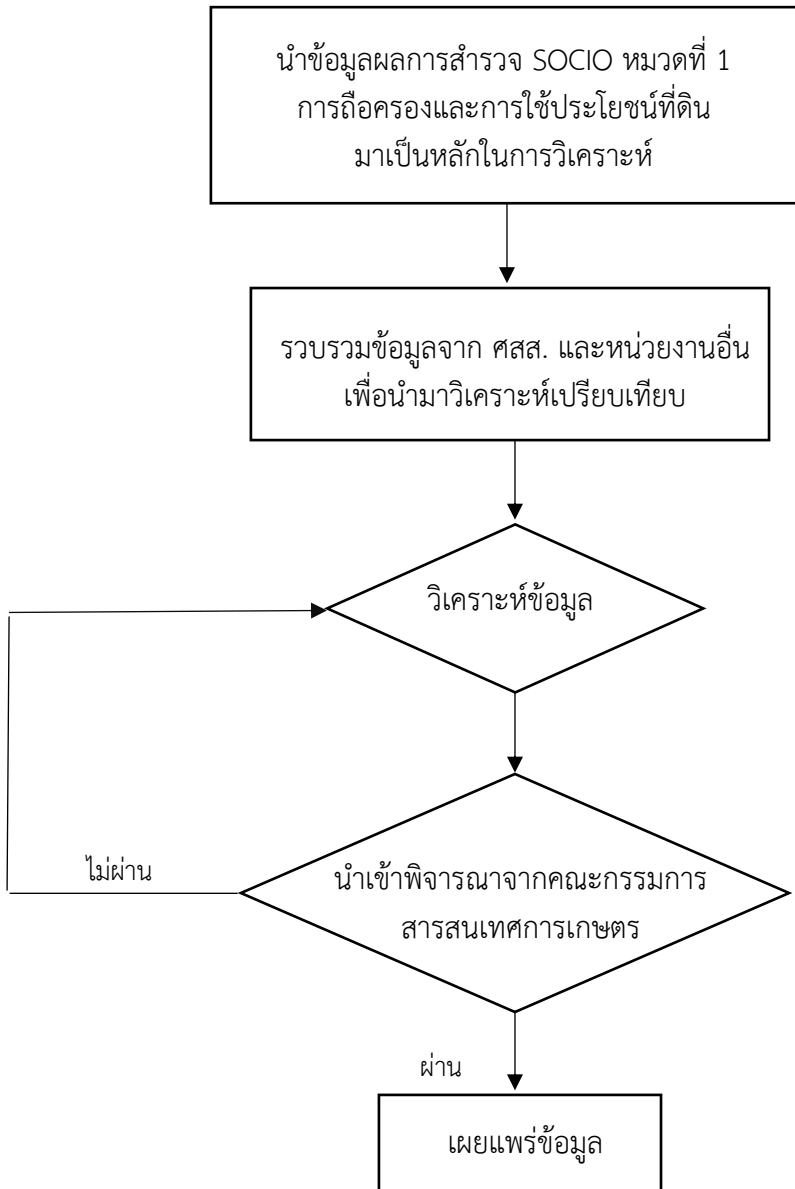 นำข้อมูลผลการสำรวจ SOCIO หมวดที่ 1
การถือครองและการใช้ประโยชน์ที่ดิน
มาเป็นหลักในการวิเคราะห์
รวบรวมข้อมูลจาก ศสส. และหน่วยงานอื่น
เพื่อนำมาวิเคราะห์เปรียบเทียบ
วิเคราะห์ข้อมูล
ไม่ผ่าน
นำเข้าพิจารณาจากคณะกรรมการ
สารสนเทศการเกษตร
ผ่าน
เผยแพร่ข้อมูล